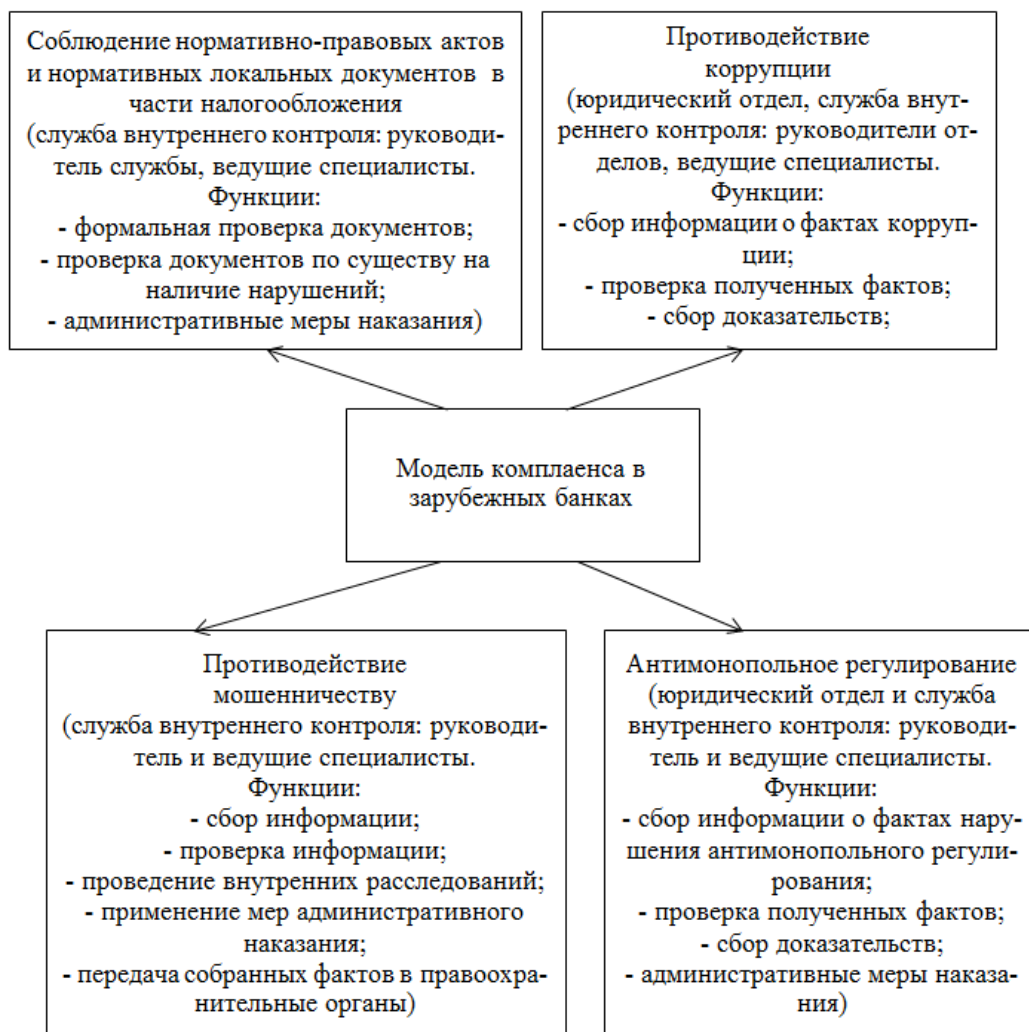 Соблюдение нормативно-правовых актов
и нормативных локальных документов в
части налогообложения
(служба внутреннего контроля: руководи-
тель службы, ведущие специалисты.
Функции:
- формальная проверка документов;
- проверка документов по существу на
наличие нарушений;
- административные меры наказания)
Противодействие
коррупции
(юридический отдел, служба внут-
реннего контроля: руководители от-
делов, ведущие специалисты.
Функции:
- сбор информации о фактах корруп-
ции;
- проверка полученных фактов;
- сбор доказательств;
Модель комплаенса в
зарубежных банках
Противодействие
мошенничеству
(служба внутреннего контроля: руководи-
тель и ведущие специалисты.
Функции:
- сбор информации;
- проверка информации;
- проведение внутренних расследований;
- применение мер административного
наказания;
- передача собранных фактов в правоохра-
нительные органы)
Антимонопольное регулирование
(юридический отдел и служба
внутреннего контроля: руководи-
тель и ведущие специалисты.
Функции:
- сбор информации о фактах нару-
шения антимонопольного регули-
рования;
- проверка полученных фактов;
- сбор доказательств;
- административные меры наказа-
ния)